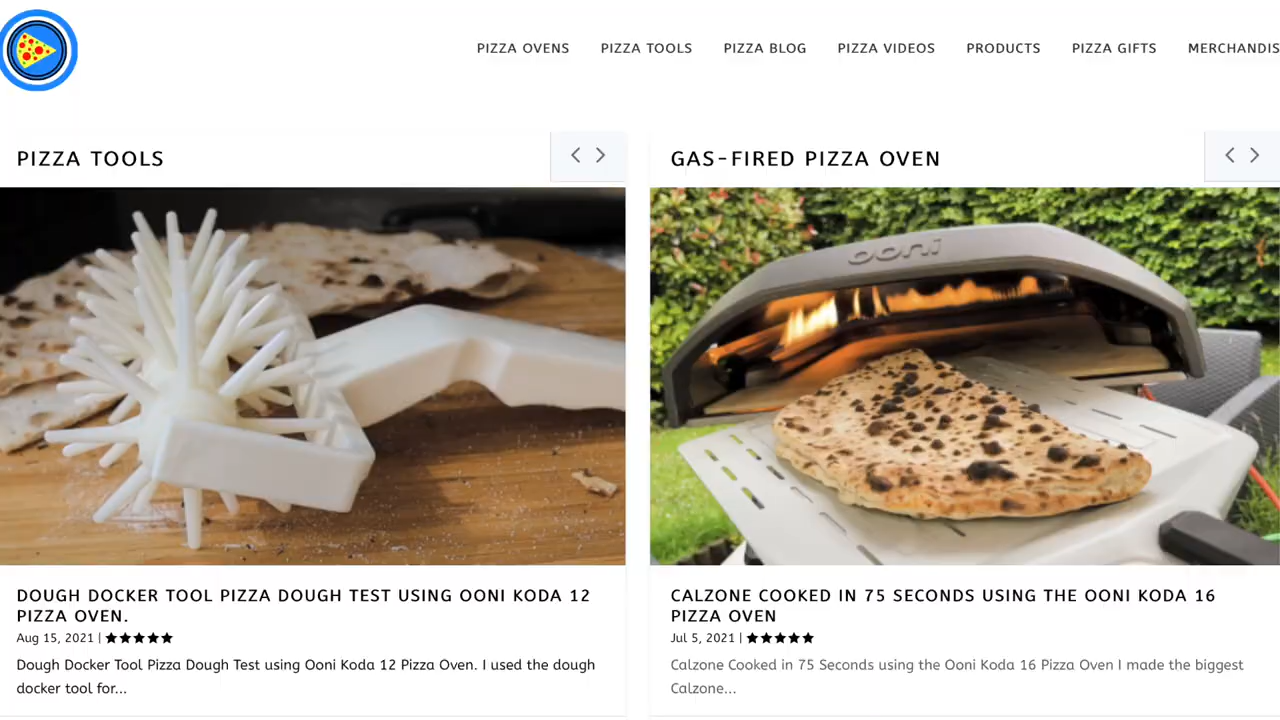 PIZZA OVENS PIZZA TOOLS PIZZA BLOG PIZZA VIDEOS PRODUCTS PIZZA GIFTS MERCHANDIS
PIZZA TOOLS
DOUGH DOCKER TOOL PIZZA DOUGH TEST USING OONI KODA 12
PIZZA OVEN.
Aug 15, 2021 | ★★★★★
Dough Docker Tool Pizza Dough Test using Ooni Koda 12 Pizza Oven. I used the dough
docker tool for...
GAS-FIRED PIZZA OVEN
ooni
CALZONE COOKED IN 75 SECONDS USING THE OONI KODA 16
PIZZA OVEN
Jul 5, 2021 | ★★★★★
Calzone Cooked in 75 Seconds using the Ooni Koda 16 Pizza Oven I made the biggest
Calzone...